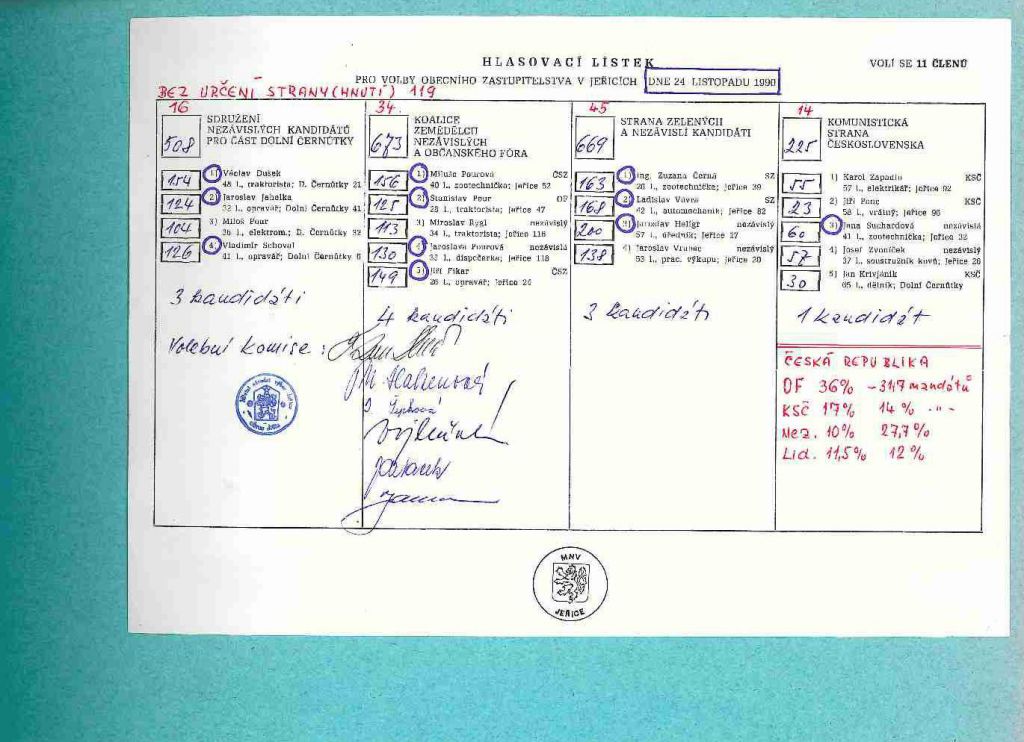 HLASOVACÍ LÍSTEK
VOLÍ SE 11 ČLENŮ
PRO VOLBY OBECNÍHO ZASTUPITELSTVA V JEŘICÍCH DNE 24 LISTOPADU 1990
BEZ URČENÍ STRANY (HNUTÍ) 119
16
508
SDRUŽENÍ
NEZÁVISLÝCH KANDIDÁTŮ
PRO ČÁST DOLNÍ ČERNŮTKY
154 1) Václav Dušek
48 l., traktorista; D. Černůtky 21
124 2) Jaroslav Jahelka
32 l., opravář; Dolní Černůtky 41
104 3) Miloš Pour
36 l., elektrom.; D. Černůtky 32
126 4) Vladimír Schoval
41 l., opravář; Dolní Černůtky 6
3 kandidáti
Volební komise:
34.
673
KOALICE
ZEMĚDĚLCŮ
NEZÁVISLÝCH
A OBČANSKÉHO FÓRA
156 1) Miluše Pourová ČSZ
40 l., zootechnička; Jeřice 52
125 2) Stanislav Pour OF
28 l., traktorista; Jeřice 47
113 3) Miroslav Rygl nezávislý
34 l., traktorista; Jeřice 116
130 4) Jaroslava Pourová nezávislá
33 l., dispečerka; Jeřice 118
149 5) Jiří Fikar ČSZ
26 l., opravář; Jeřice 26
4 kandidáti
45
669
STRANA ZELENÝCH
A NEZÁVISLÍ KANDIDÁTI
163 1) Ing. Zuzana Černá SZ
26 l., zootechnička; Jeřice 39
168 2) Ladislav Vávra SZ
42 l., automechanik; Jeřice 82
200 3) Jaroslav Heligr nezávislý
57 l., úředník; Jeřice 17
138 4) Jaroslav Vrabec nezávislý
53 l., prac. výkupu; Jeřice 20
3 kandidáti
14
225
KOMUNISTICKÁ
STRANA
ČESKOSLOVENSKA
55 1) Karol Zapadlo KSČ
57 l., elektrikář; Jeřice 92
23 2) Jiří Ponc KSČ
58 l., vrátný; Jeřice 96
60 3) Jana Suchardová nezávislá
41 l., zootechnička; Jeřice 32
57 4) Josef Zvoníček nezávislý
37 l., soustružník kovů; Jeřice 26
30 5) Jan Krivjánik KSČ
65 l., dělník; Dolní Černůtky
1 kandidát
ČESKÁ REPUBLIKA
OF 36% - 31,7 mandátů
KSČ 17% 14% -"-
Nez. 10% 27,7%
Lid. 11,5% 12%
MNV
JEŘICE